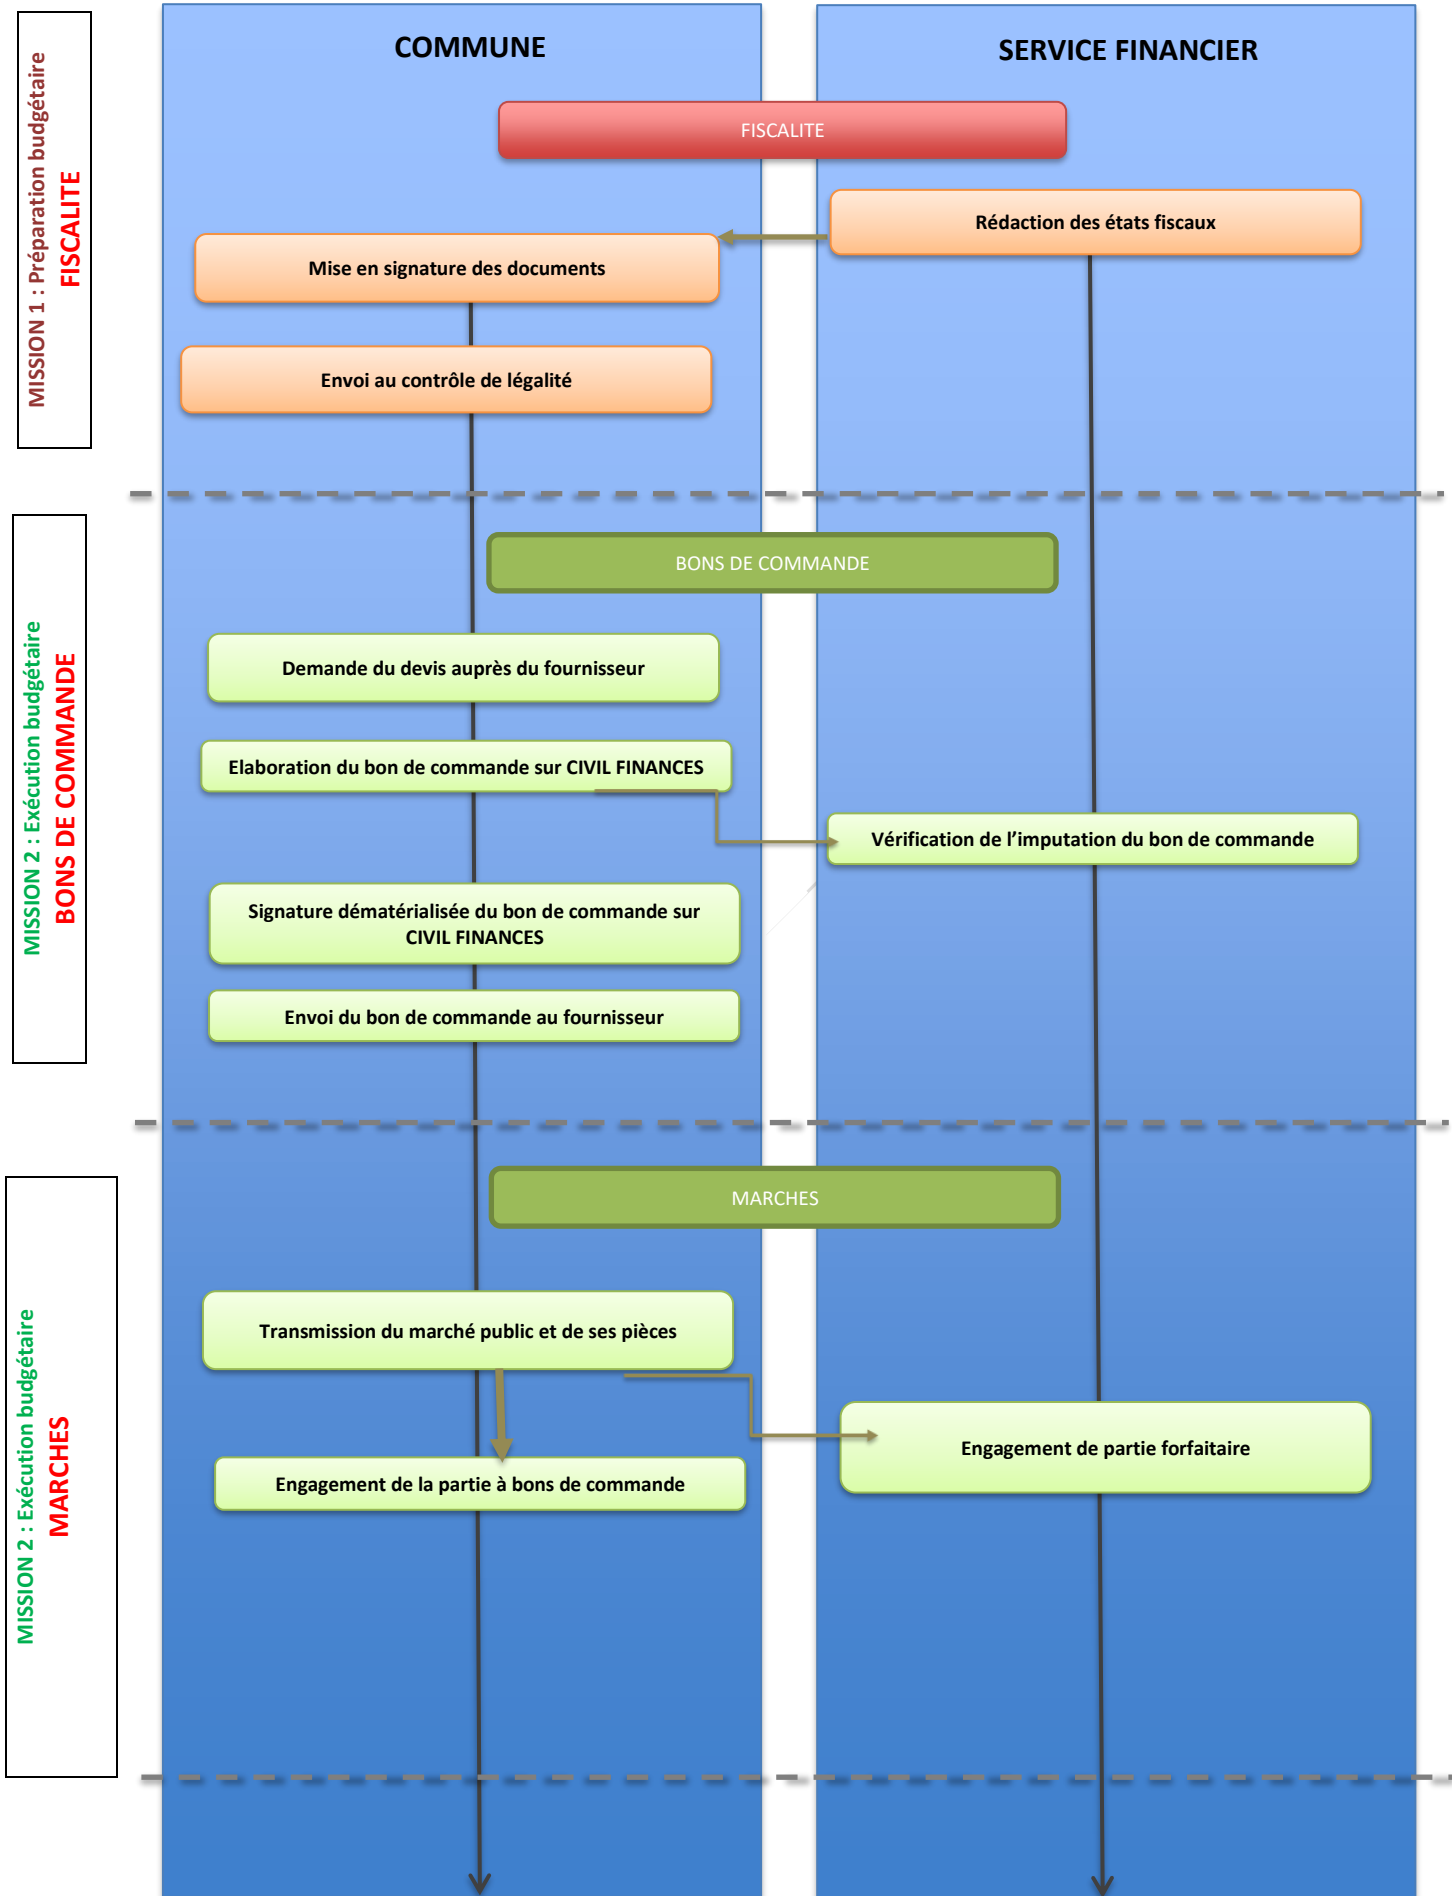 COMMUNE
SERVICE FINANCIER
MISSION 1 : Préparation budgétaire
FISCALITE
FISCALITE
Rédaction des états fiscaux
Mise en signature des documents
Envoi au contrôle de légalité
MISSION 2 : Exécution budgétaire
BONS DE COMMANDE
BONS DE COMMANDE
Demande du devis auprès du fournisseur
Elaboration du bon de commande sur CIVIL FINANCES
Vérification de l’imputation du bon de commande
Signature dématérialisée du bon de commande sur
CIVIL FINANCES
Envoi du bon de commande au fournisseur
MISSION 2 : Exécution budgétaire
MARCHES
MARCHES
Transmission du marché public et de ses pièces
Engagement de partie forfaitaire
Engagement de la partie à bons de commande